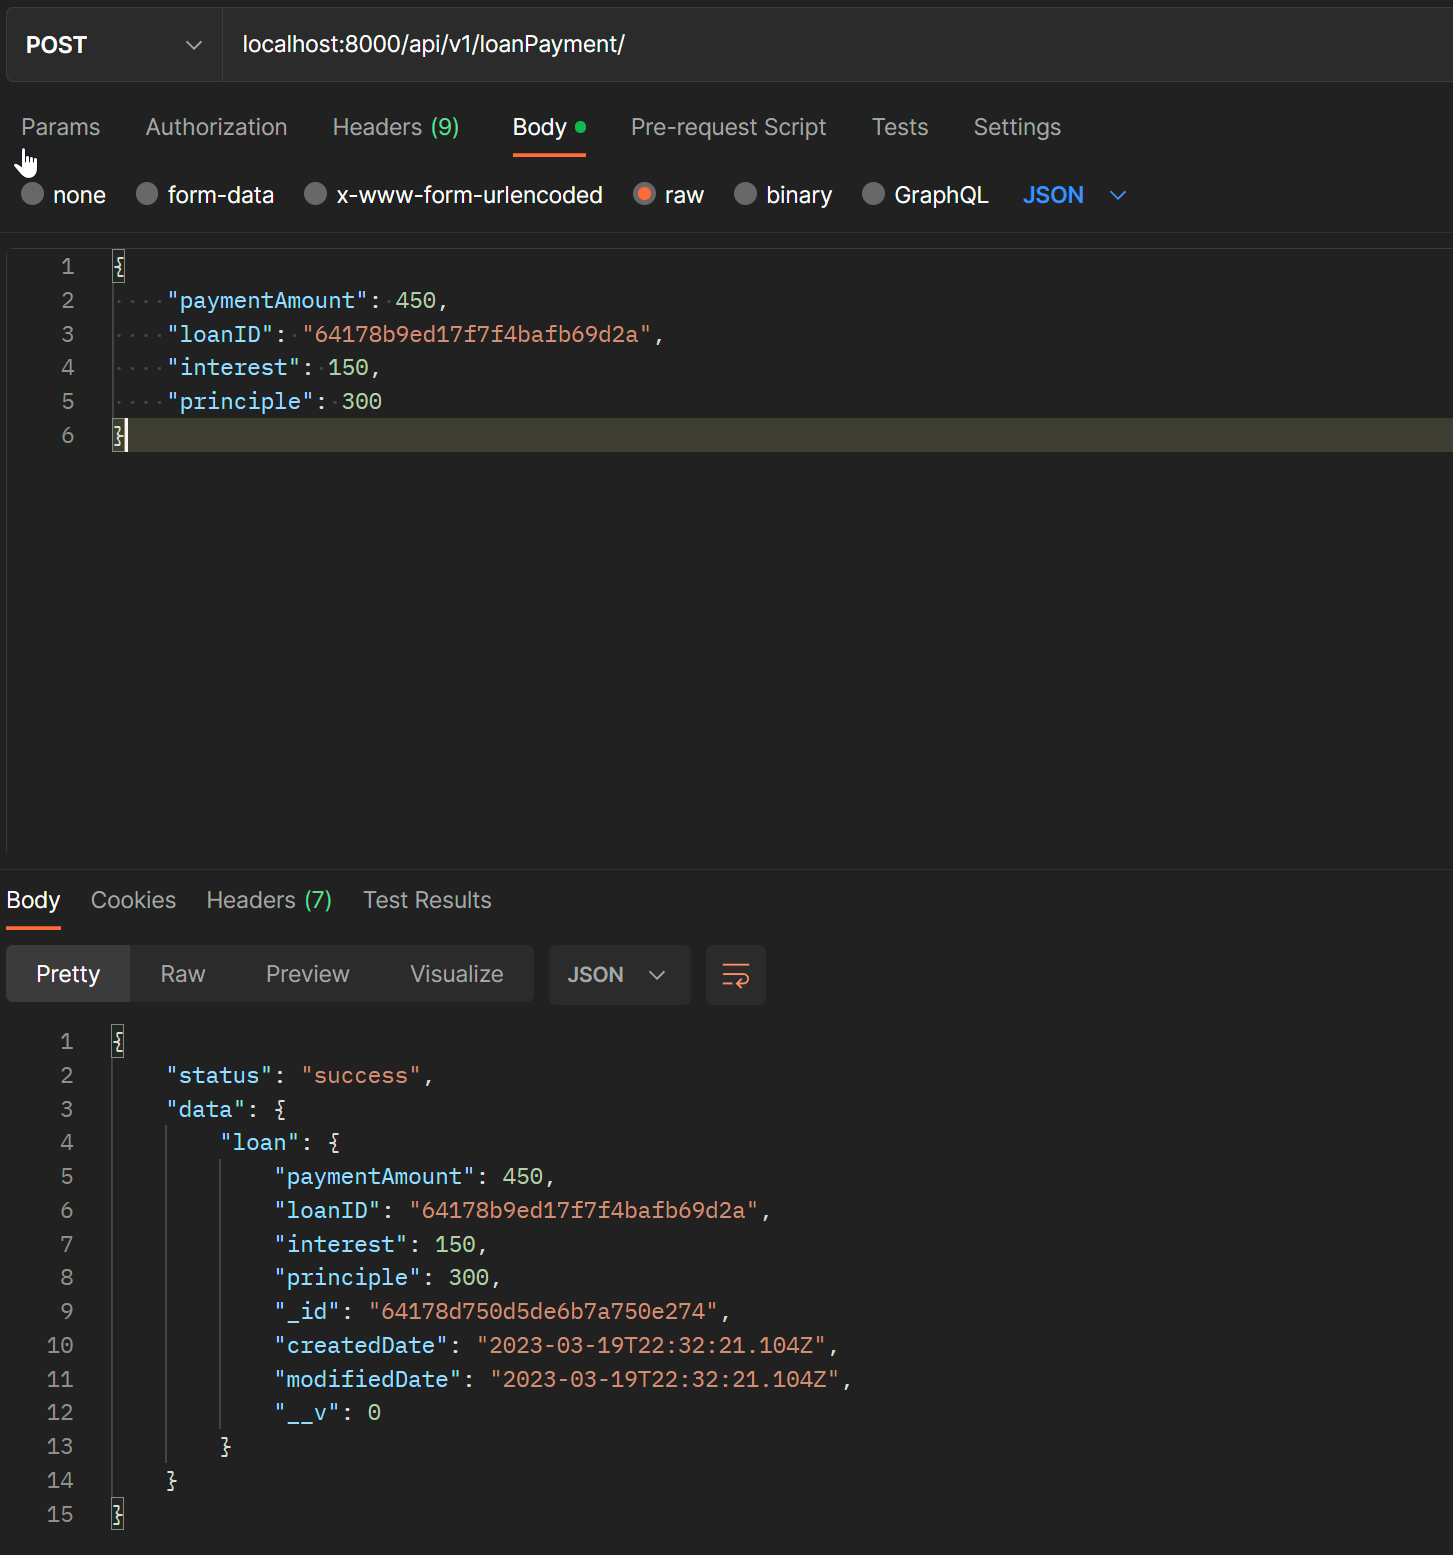 POST localhost:8000/api/v1/loanPayment/
Params Authorization Headers (9) Body Pre-request Script Tests Settings
none form-data x-www-form-urlencoded raw binary GraphQL JSON
1 {
2 "paymentAmount": 450,
3 "loanID": "64178b9ed17f7f4bafb69d2a",
4 "interest": 150,
5 "principle": 300
6 }
Body Cookies Headers (7) Test Results
Pretty Raw Preview Visualize JSON
1 {
2 "status": "success",
3 "data": {
4 "loan": {
5 "paymentAmount": 450,
6 "loanID": "64178b9ed17f7f4bafb69d2a",
7 "interest": 150,
8 "principle": 300,
9 "_id": "64178d750d5de6b7a750e274",
10 "createdDate": "2023-03-19T22:32:21.104Z",
11 "modifiedDate": "2023-03-19T22:32:21.104Z",
12 "__v": 0
13 }
14 }
15 }